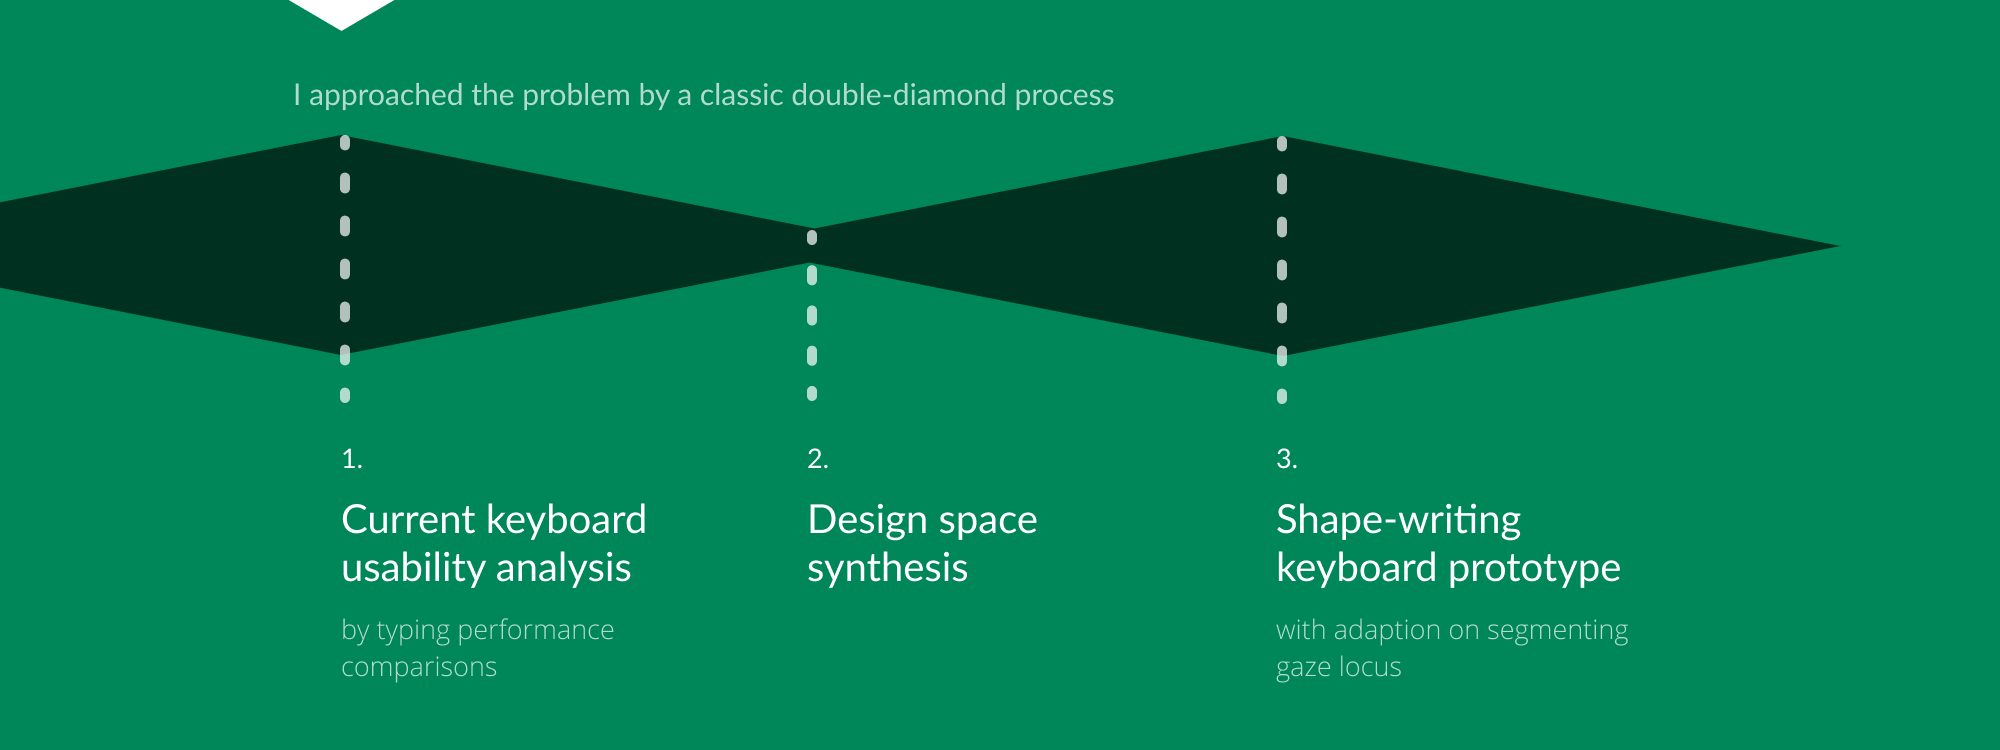 I approached the problem by a classic double-diamond process
1.
Current keyboard
usability analysis
by typing performance
comparisons
2.
Design space
synthesis
3.
Shape-writing
keyboard prototype
with adaption on segmenting
gaze locus